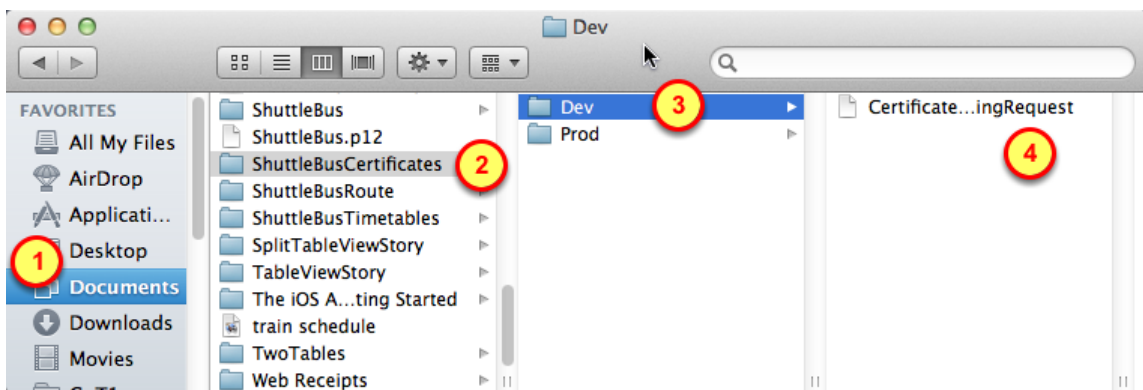 Dev
FAVORITES
All My Files
AirDrop
Applicati...
Desktop
1
Documents
Downloads
Movies
ShuttleBus
ShuttleBus.p12
ShuttleBusCertificates
2
ShuttleBusRoute
ShuttleBusTimetables
SplitTableViewStory
TableViewStory
The iOS A...ting Started
train schedule
TwoTables
Web Receipts
Dev
3
Prod
Certificate...ingRequest
4